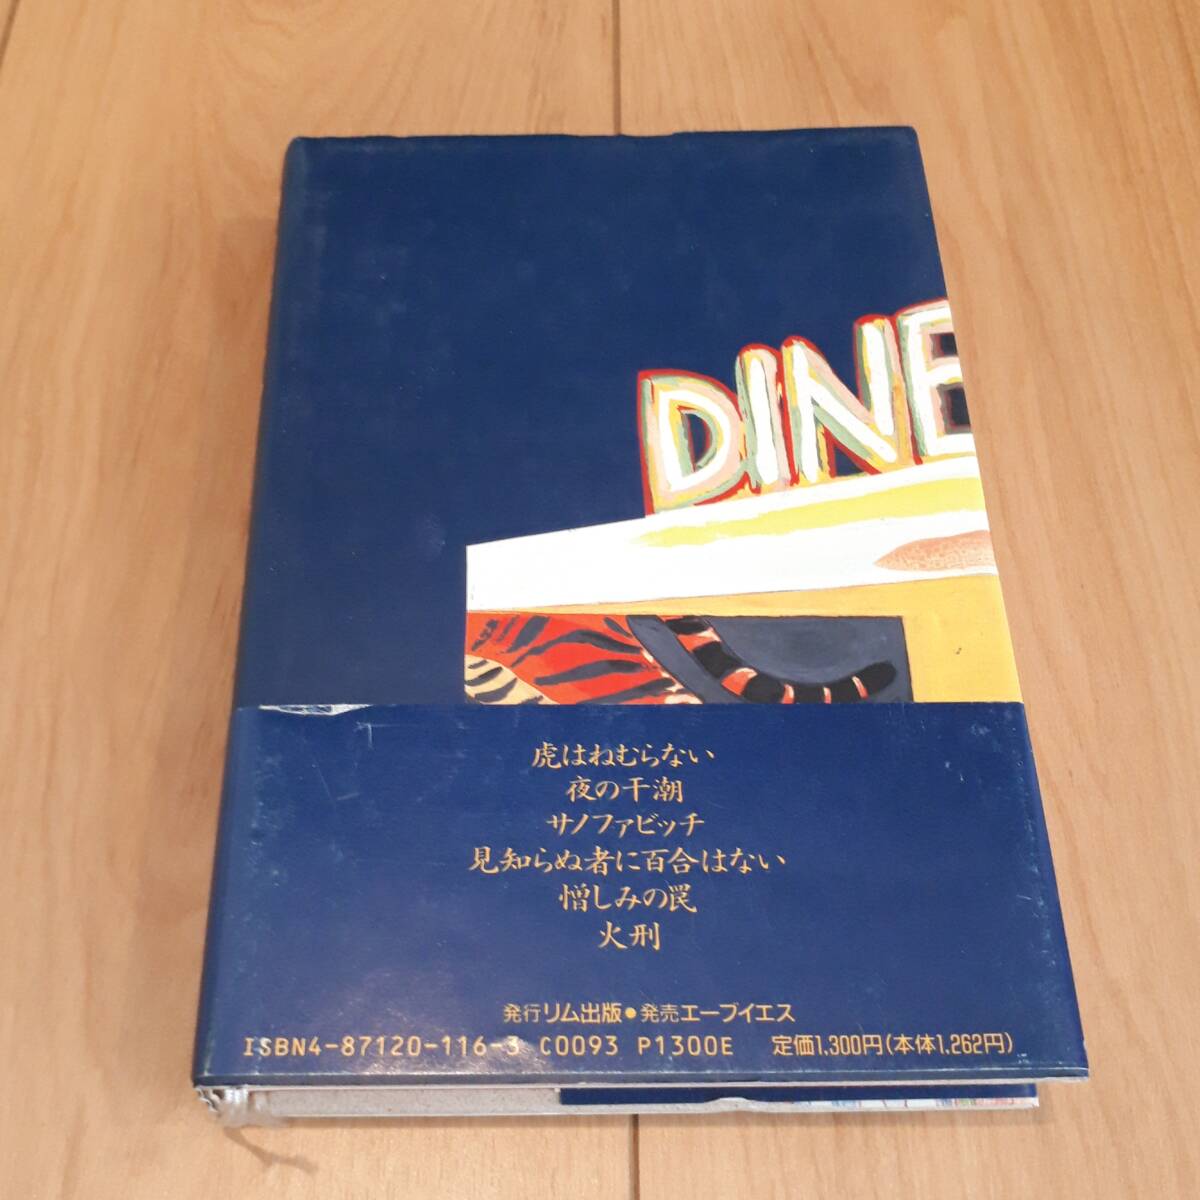 DINE
虎はねむらない
夜の干潮
サノファビッチ
見知らぬ者に百合はない
憎しみの罠
火刑
発行リム出版●発売エーブイエス
ISBN4-87120-116-3 C0093 P1300E 定価1,300円(本体1,262円)